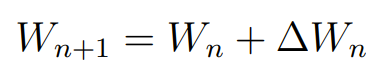 W_{n+1} = W_n + ΔW_n